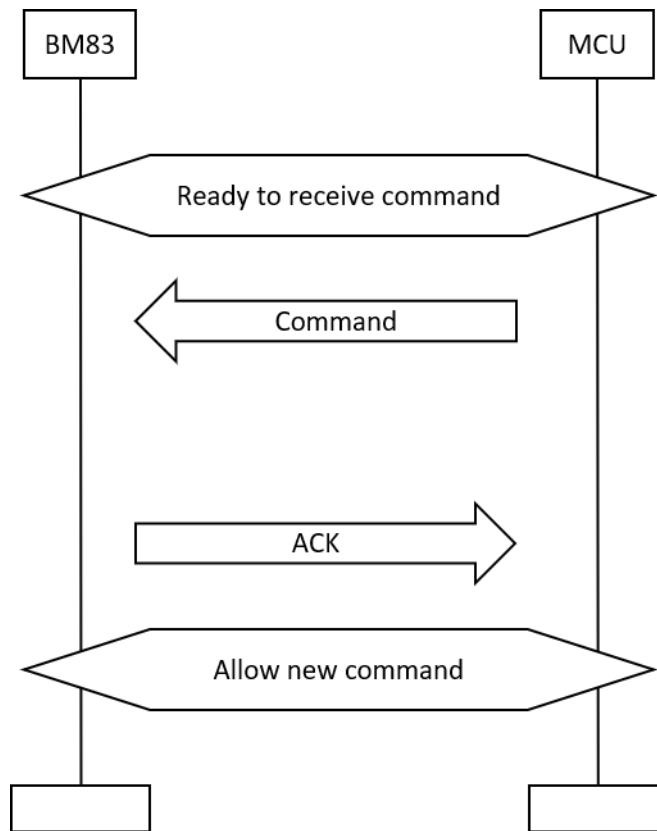 BM83
MCU
Ready to receive command
Command
ACK
Allow new command